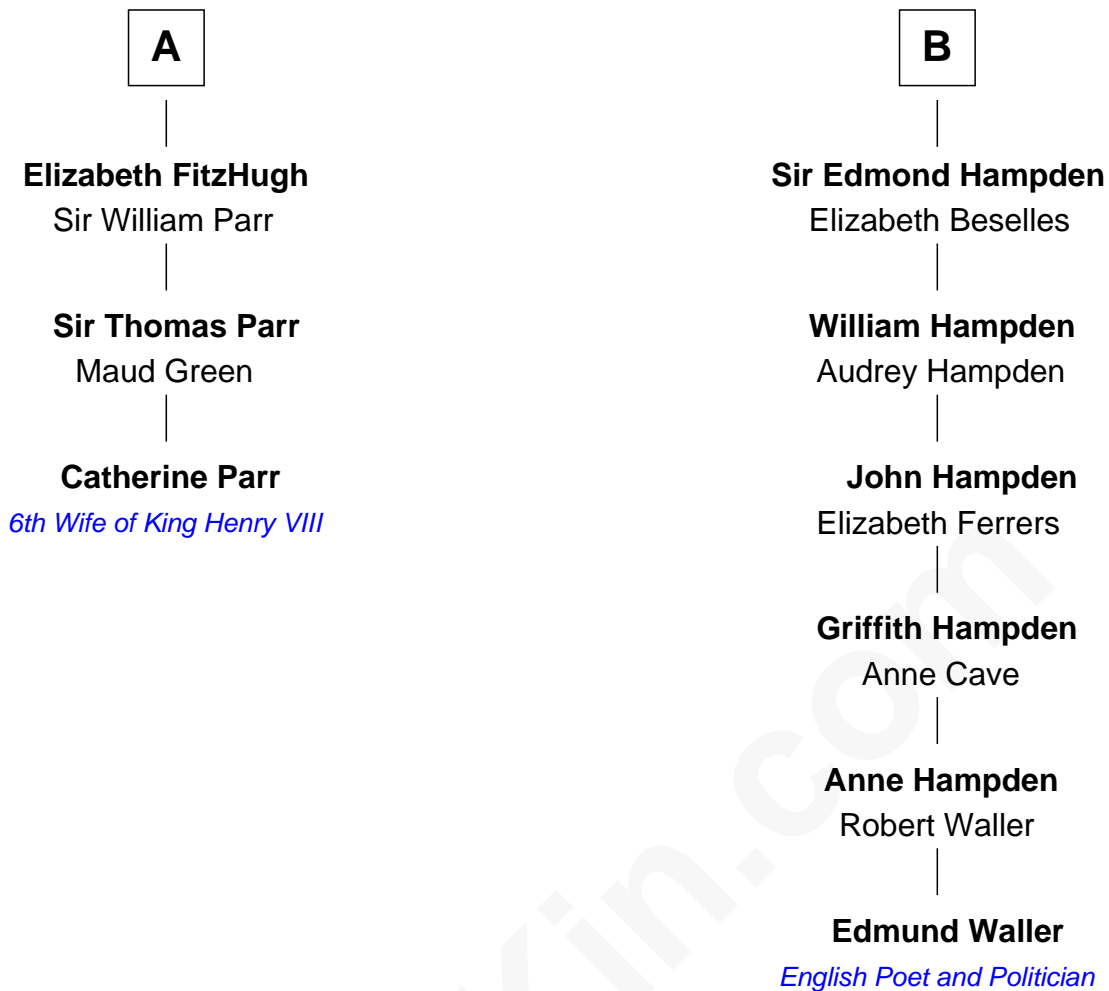 A
Elizabeth FitzHugh
Sir William Parr
Sir Thomas Parr
Maud Green
Catherine Parr
6th Wife of King Henry VIII
B
Sir Edmond Hampden
Elizabeth Beselles
William Hampden
Audrey Hampden
John Hampden
Elizabeth Ferrers
Griffith Hampden
Anne Cave
Anne Hampden
Robert Waller
Edmund Waller
English Poet and Politician
Kin.com